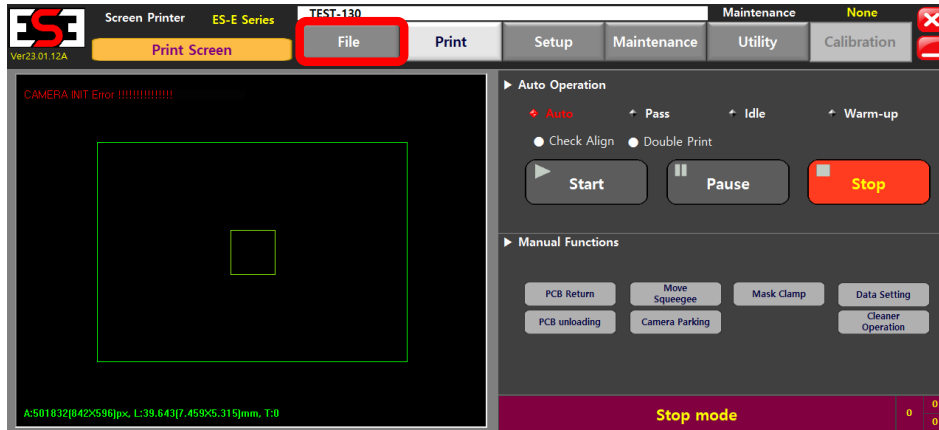 ESE
Screen Printer ES-E Series TEST-130 Maintenance None
Ver23.01.12A Print Screen File Print Setup Maintenance Utility Calibration
CAMERA INIT Error !!!!!!!!!!!!!!!
Auto Operation
Auto Pass Idle Warm-up
Check Align Double Print
Start Pause Stop
Manual Functions
PCB Return Move Squeegee Mask Clamp Data Setting
PCB unloading Camera Parking Cleaner Operation
A:501832(842X596)px, L:39.643(7.459X5.315)mm, T:0
Stop mode 0 0
0